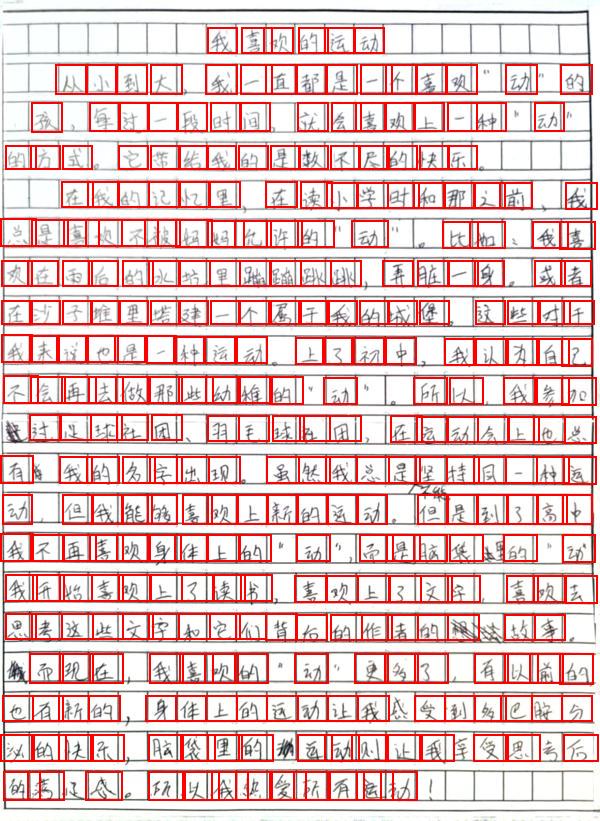 我喜欢的运动
从小到大，我一直都是一个喜欢“动”的
孩，每过一段时间，就会喜欢上一种“动”
的方式。它带给我的是数不尽的快乐。
在我的记忆里，在读小学时和那之前，我
总是喜欢不被妈妈允许的“动”。比如：我喜
欢在雨后的水坑里蹦蹦跳跳，弄脏一身。或者
在沙子堆里搭建一个属于我的城堡。这些对于
我来说也是一种运动。上了初中，我认为自己
不会再去做那些幼稚的“动”。所以，我参加
过足球社团、羽毛球社团，在运动会上也总
有我的名字出现。虽然我总是不能坚持同一种运
动，但我能够喜欢上新的运动。但是到了高中
我不再喜欢身体上的“动”，而是脑袋里的“动”
我开始喜欢上了读书，喜欢上了文字，喜欢去
思考这些文字和它们背后的作者的故事。
而现在，我喜欢的“动”更多了，有以前的
也有新的，身体上的运动让我感受到多巴胺分
泌的快乐，脑袋里的运动则让我享受思考后
的满足感。所以我热爱所有运动！